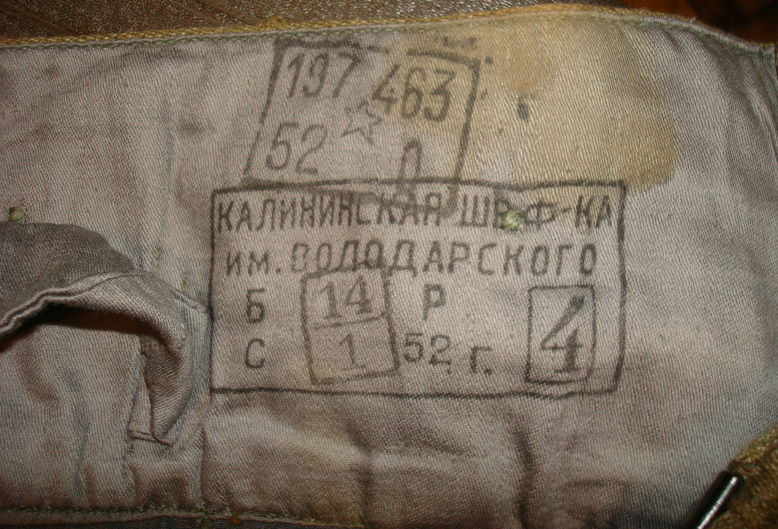 197 463
52 ☆ Л
КАЛИНИНСКАЯ ШВ. Ф-КА
им. ВОЛОДАРСКОГО
Б 14 Р 4
С 1 52 г.